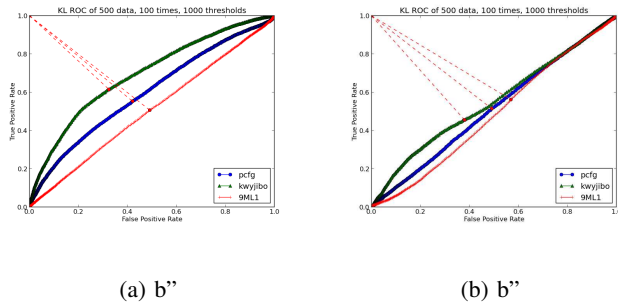 KL ROC of 500 data, 100 times, 1000 thresholds
1.0
0.8
0.6
0.4
0.2
0.0
True Positive Rate
0.0 0.2 0.4 0.6 0.8 1.0
False Positive Rate
pcfg
kwyjibo
9ML1
(a) b”
KL ROC of 500 data, 100 times, 1000 thresholds
1.0
0.8
0.6
0.4
0.2
0.0
True Positive Rate
0.0 0.2 0.4 0.6 0.8 1.0
False Positive Rate
pcfg
kwyjibo
9ML1
(b) b”